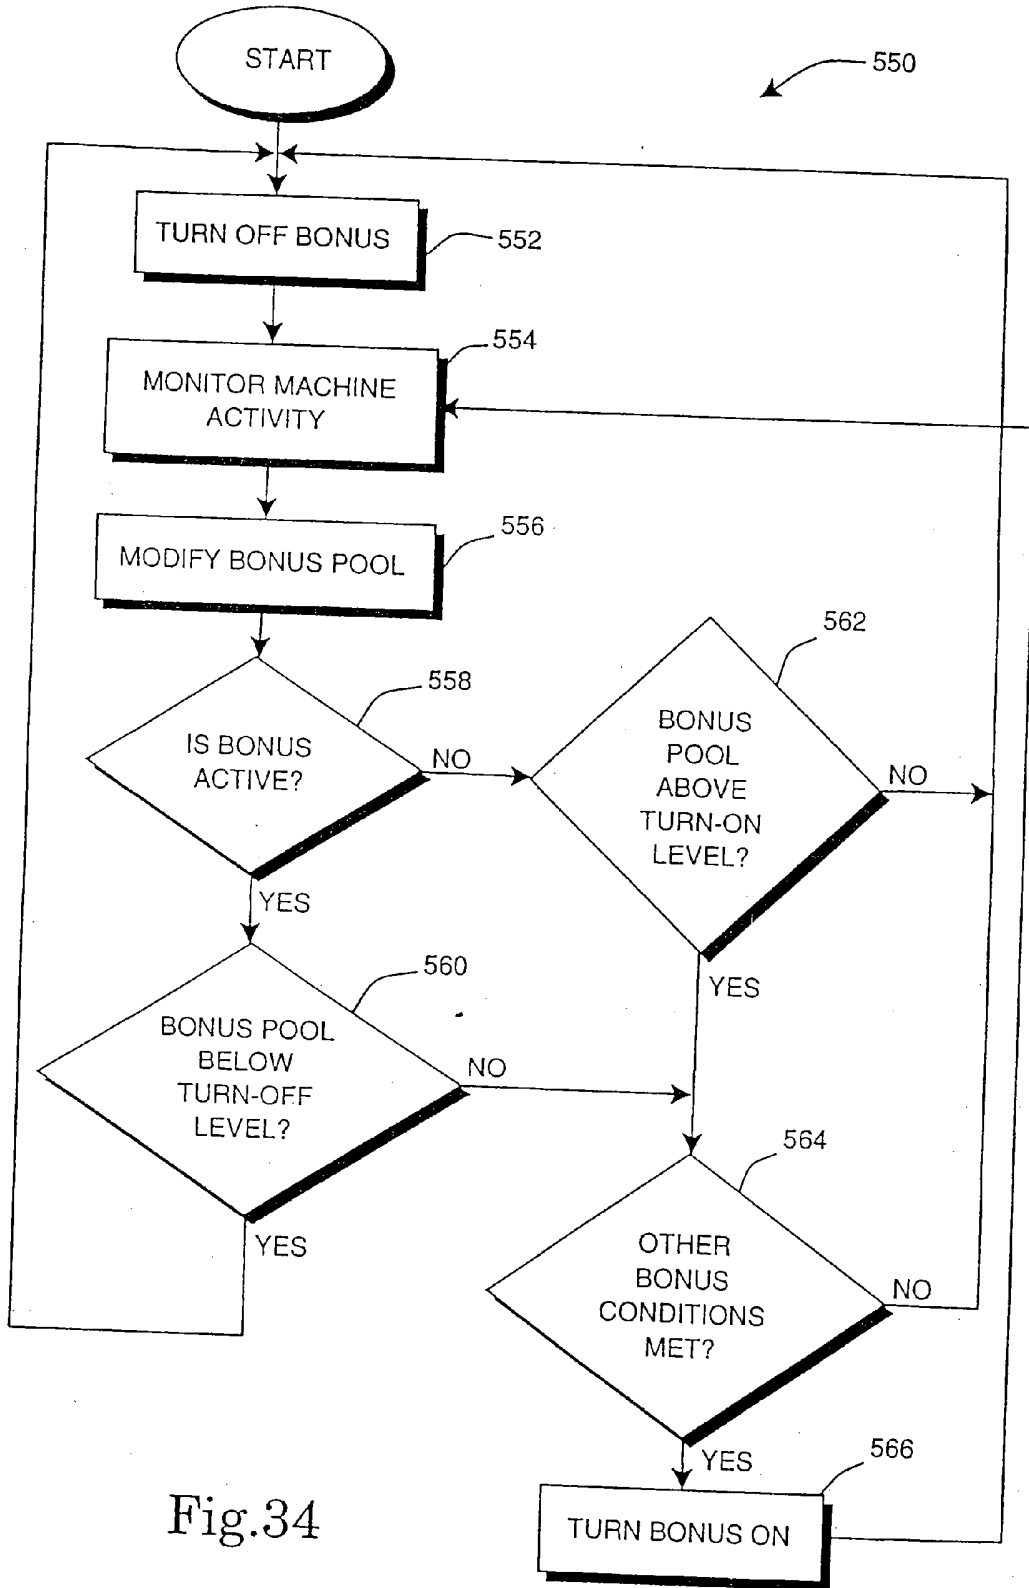 START
550
TURN OFF BONUS
552
554
MONITOR MACHINE
ACTIVITY
556
MODIFY BONUS POOL
562
558
IS BONUS
ACTIVE?
NO
BONUS
POOL
ABOVE
TURN-ON
LEVEL?
NO
YES
560
YES
BONUS POOL
BELOW
TURN-OFF
LEVEL?
NO
564
YES
OTHER
BONUS
CONDITIONS
MET?
NO
YES
566
TURN BONUS ON
Fig.34